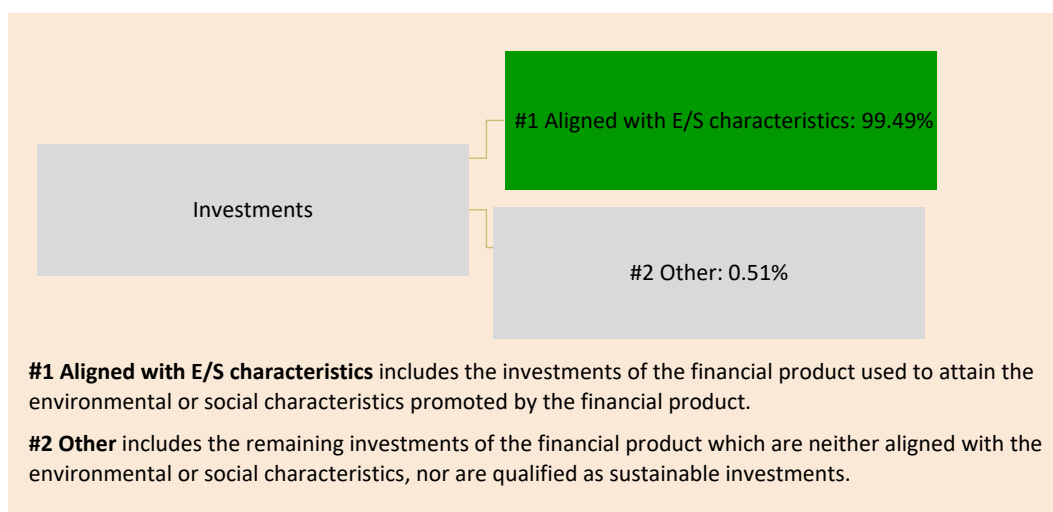 #1 Aligned with E/S characteristics: 99.49%
Investments
#2 Other: 0.51%
#1 Aligned with E/S characteristics includes the investments of the financial product used to attain the
environmental or social characteristics promoted by the financial product.
#2 Other includes the remaining investments of the financial product which are neither aligned with the
environmental or social characteristics, nor are qualified as sustainable investments.